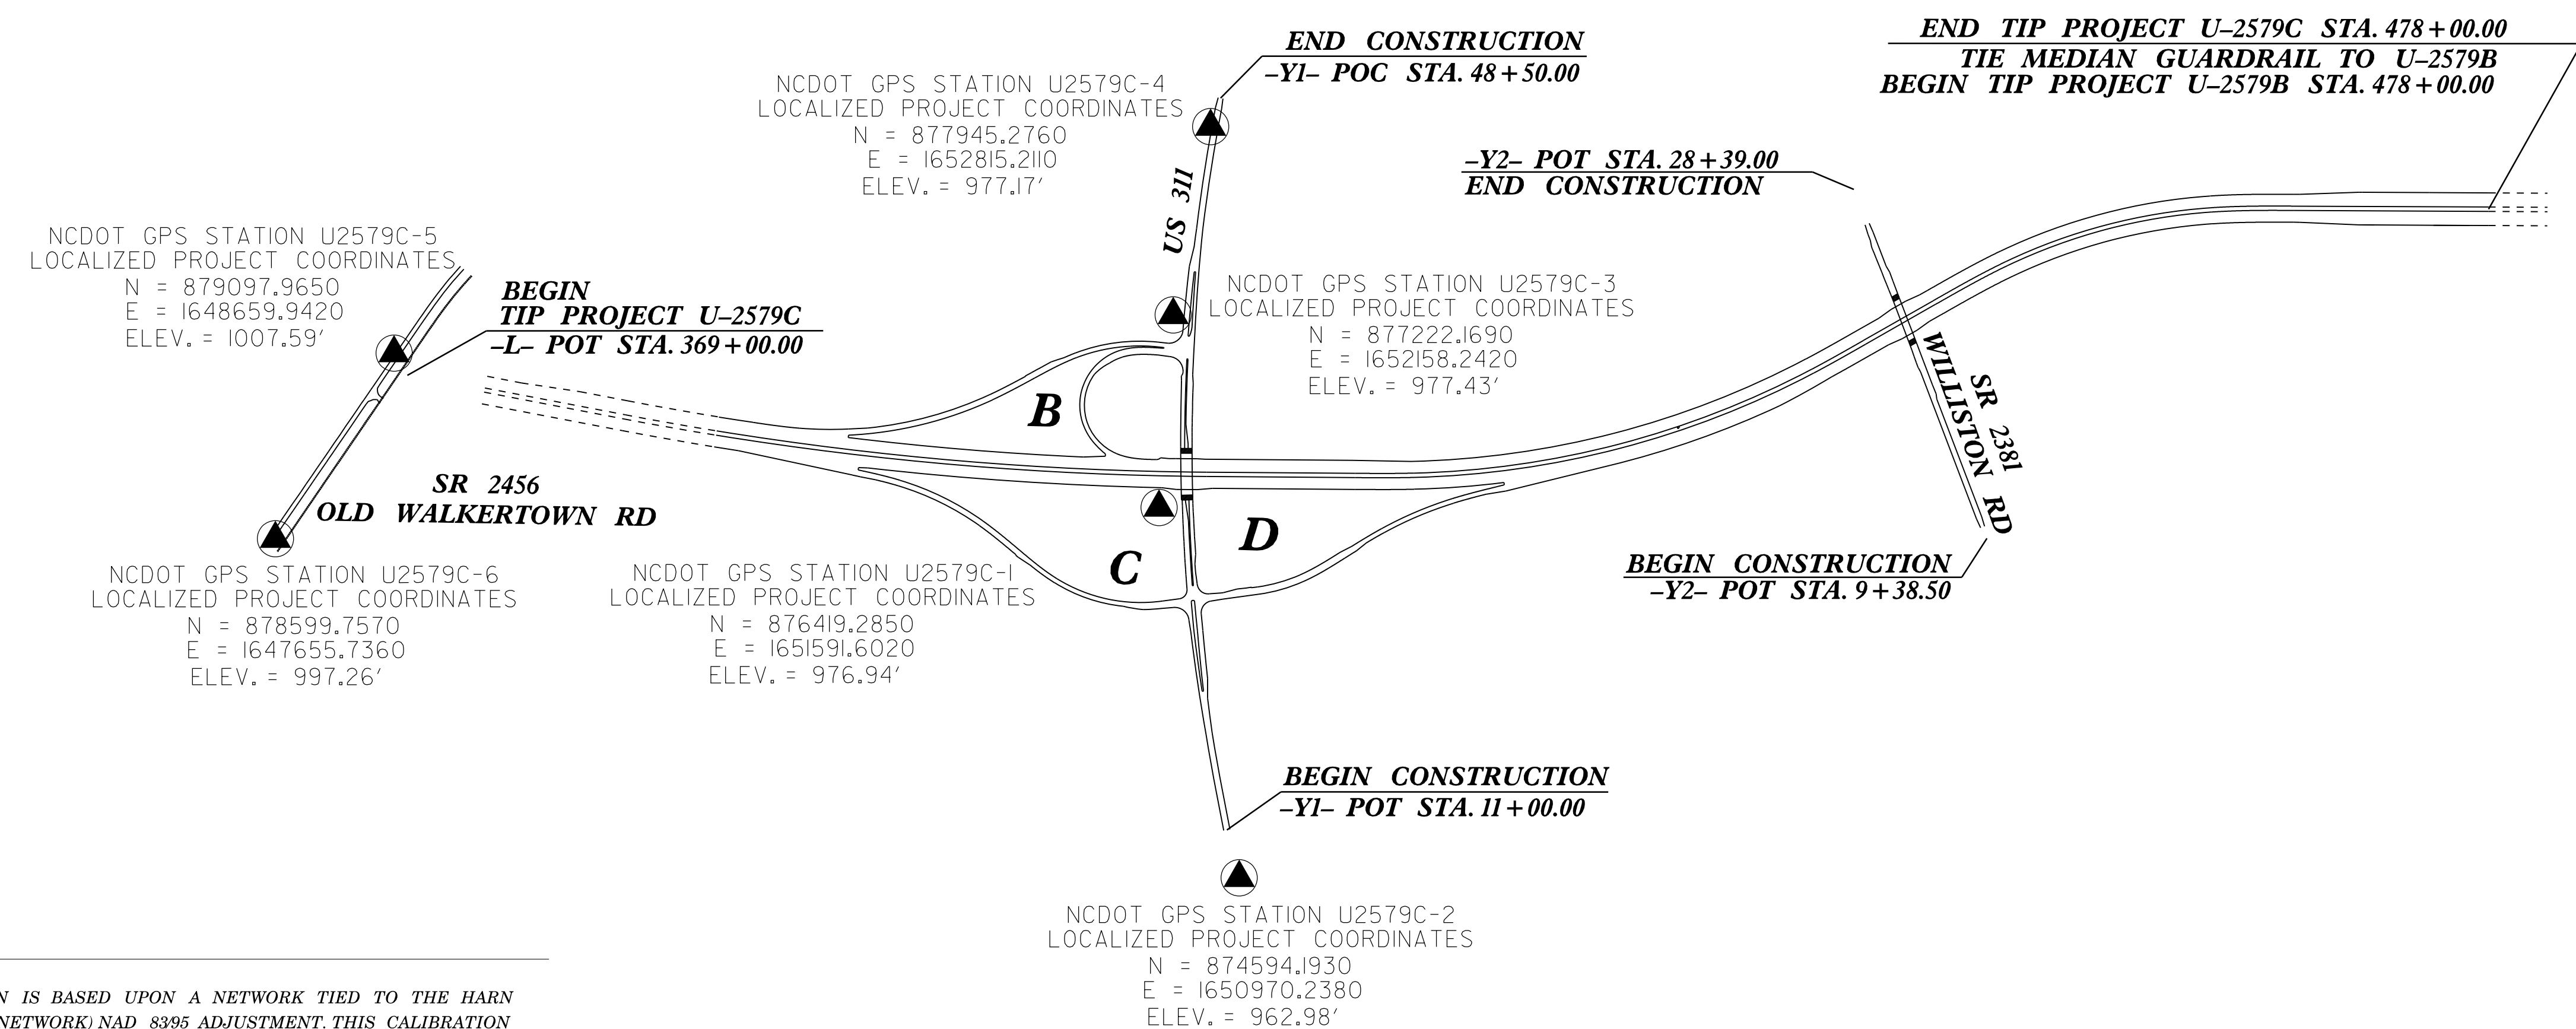 END TIP PROJECT U–2579C STA. 478+00.00
TIE MEDIAN GUARDRAIL TO U–2579B
BEGIN TIP PROJECT U–2579B STA. 478+00.00
END CONSTRUCTION
–Y1– POC STA. 48+50.00
NCDOT GPS STATION U2579C-4
LOCALIZED PROJECT COORDINATES
N = 877945.2760
E = 1652815.2110
ELEV. = 977.17'
US 311
–Y2– POT STA. 28+39.00
END CONSTRUCTION
NCDOT GPS STATION U2579C-5
LOCALIZED PROJECT COORDINATES
N = 879097.9650
E = 1648659.9420
ELEV. = 1007.59'
BEGIN
TIP PROJECT U–2579C
–L– POT STA. 369+00.00
NCDOT GPS STATION U2579C-3
LOCALIZED PROJECT COORDINATES
N = 877222.1690
E = 1652158.2420
ELEV. = 977.43'
B
SR 2381
WILLISTON RD
SR 2456
OLD WALKERTOWN RD
C
D
BEGIN CONSTRUCTION
–Y2– POT STA. 9+38.50
NCDOT GPS STATION U2579C-6
LOCALIZED PROJECT COORDINATES
N = 878599.7570
E = 1647655.7360
ELEV. = 997.26'
NCDOT GPS STATION U2579C-1
LOCALIZED PROJECT COORDINATES
N = 876419.2850
E = 1651591.6020
ELEV. = 976.94'
BEGIN CONSTRUCTION
–Y1– POT STA. 11+00.00
NCDOT GPS STATION U2579C-2
LOCALIZED PROJECT COORDINATES
N = 874594.1930
E = 1650970.2380
ELEV. = 962.98'
N IS BASED UPON A NETWORK TIED TO THE HARN
NETWORK) NAD 83/95 ADJUSTMENT. THIS CALIBRATION